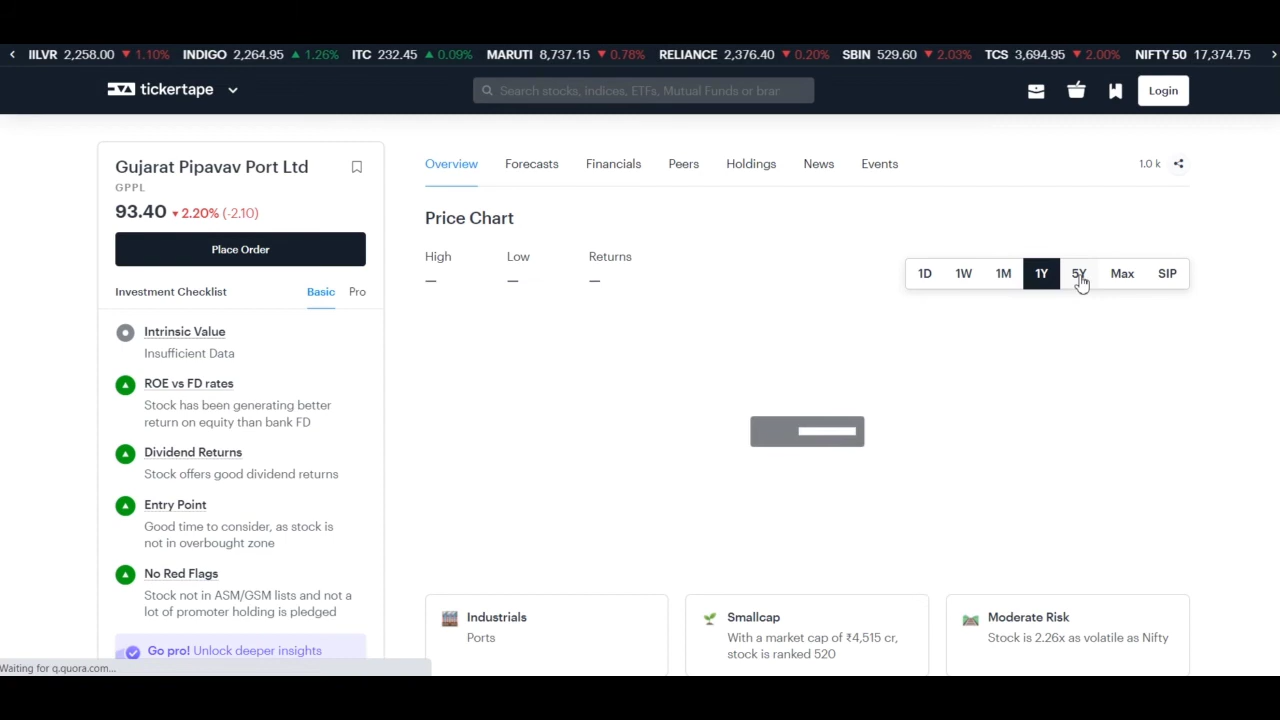 IILVR 2,258.00 ▼ 1.10% INDIGO 2,264.95 ▲ 1.26% ITC 232.45 ▲ 0.09% MARUTI 8,737.15 ▼ 0.78% RELIANCE 2,376.40 ▼ 0.20% SBIN 529.60 ▼ 2.03% TCS 3,694.95 ▼ 2.00% NIFTY 50 17,374.75
tickertape
Search stocks, indices, ETFs, Mutual Funds or brar
Login
Gujarat Pipavav Port Ltd
GPPL
93.40 ▼ 2.20% (-2.10)
Place Order
Investment Checklist Basic Pro
Intrinsic Value
Insufficient Data
ROE vs FD rates
Stock has been generating better
return on equity than bank FD
Dividend Returns
Stock offers good dividend returns
Entry Point
Good time to consider, as stock is
not in overbought zone
No Red Flags
Stock not in ASM/GSM lists and not a
lot of promoter holding is pledged
Go pro! Unlock deeper insights
Waiting for q.quora.com...
Overview Forecasts Financials Peers Holdings News Events
1.0 k
Price Chart
High Low Returns
— — —
1D 1W 1M 1Y 5Y Max SIP
Industrials
Ports
Smallcap
With a market cap of ₹4,515 cr,
stock is ranked 520
Moderate Risk
Stock is 2.26x as volatile as Nifty